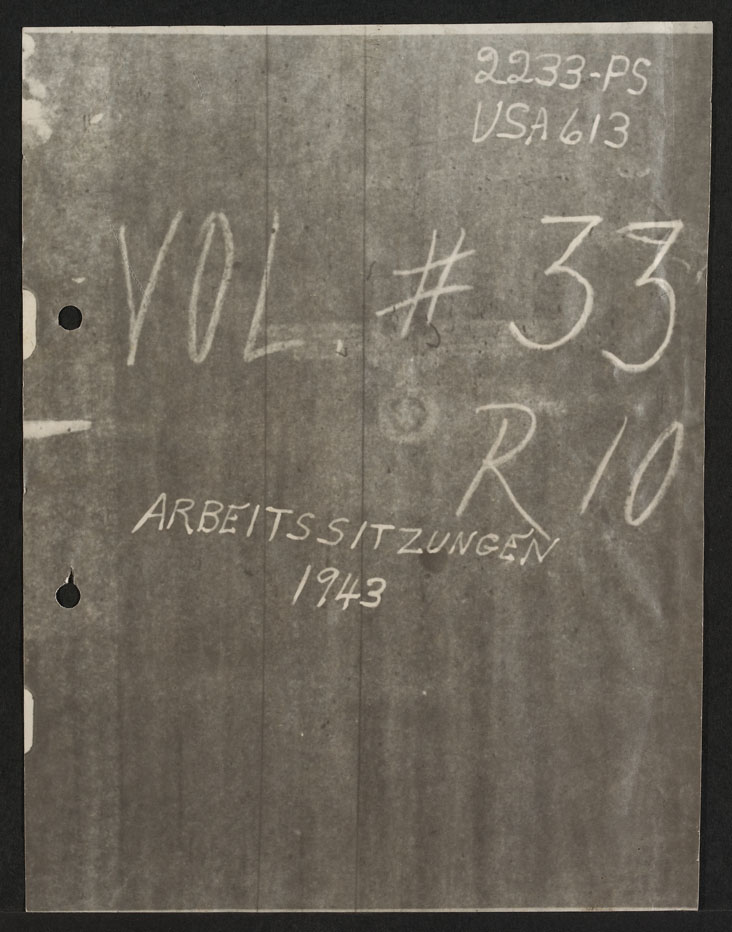 2233-PS
USA 613
VOL. # 33
R 10
ARBEITSSITZUNGEN
1943